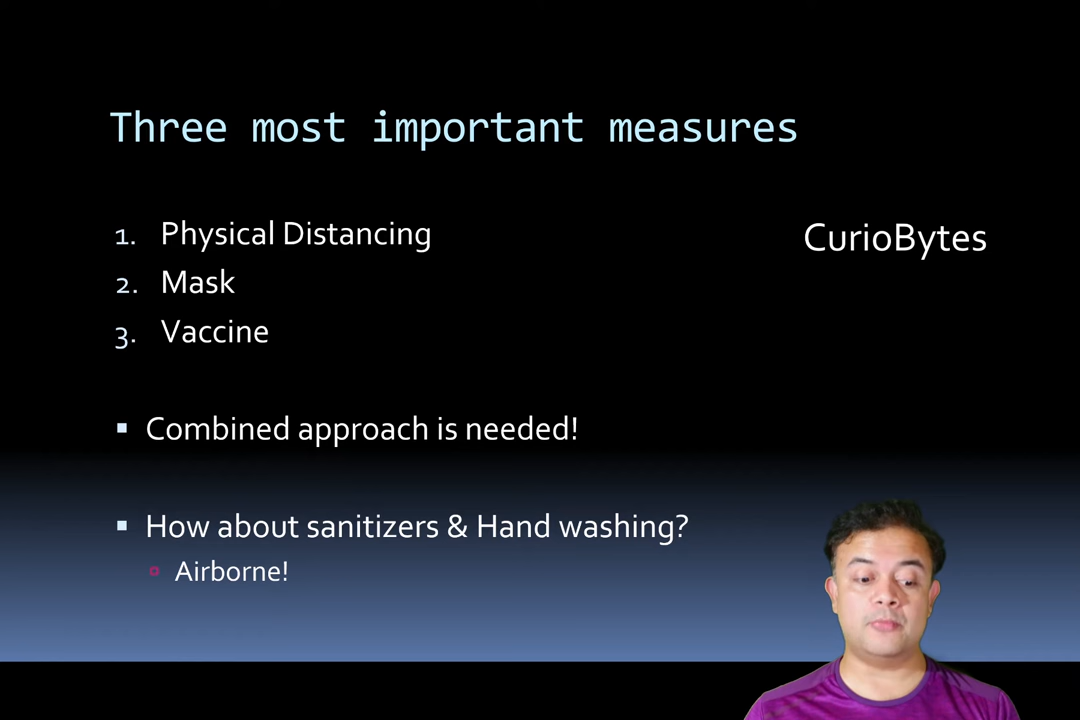 Three most important measures
1. Physical Distancing
CurioBytes
2. Mask
3. Vaccine
Combined approach is needed!
How about sanitizers & Hand washing?
Airborne!